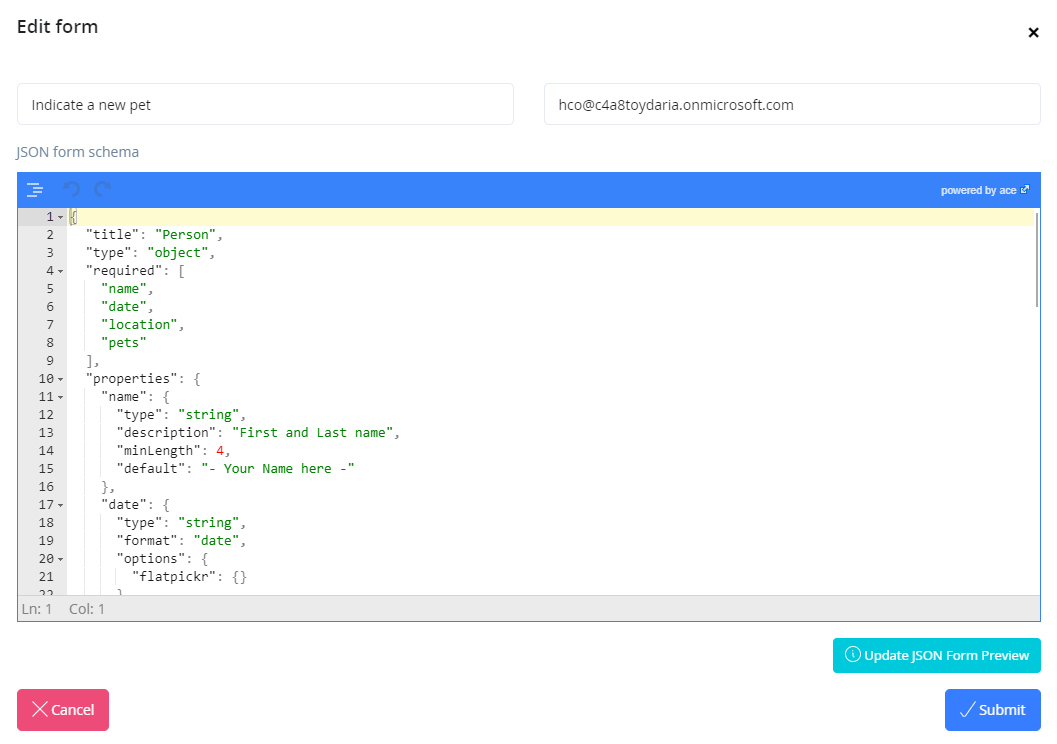 Edit form
×
Indicate a new pet
hco@c4a8toydaria.onmicrosoft.com
JSON form schema
powered by ace
1 {
2 "title": "Person",
3 "type": "object",
4 "required": [
5 "name",
6 "date",
7 "location",
8 "pets"
9 ],
10 "properties": {
11 "name": {
12 "type": "string",
13 "description": "First and Last name",
14 "minLength": 4,
15 "default": "- Your Name here -"
16 },
17 "date": {
18 "type": "string",
19 "format": "date",
20 "options": {
21 "flatpickr": {}
22 }
Ln: 1 Col: 1
Update JSON Form Preview
Cancel
Submit